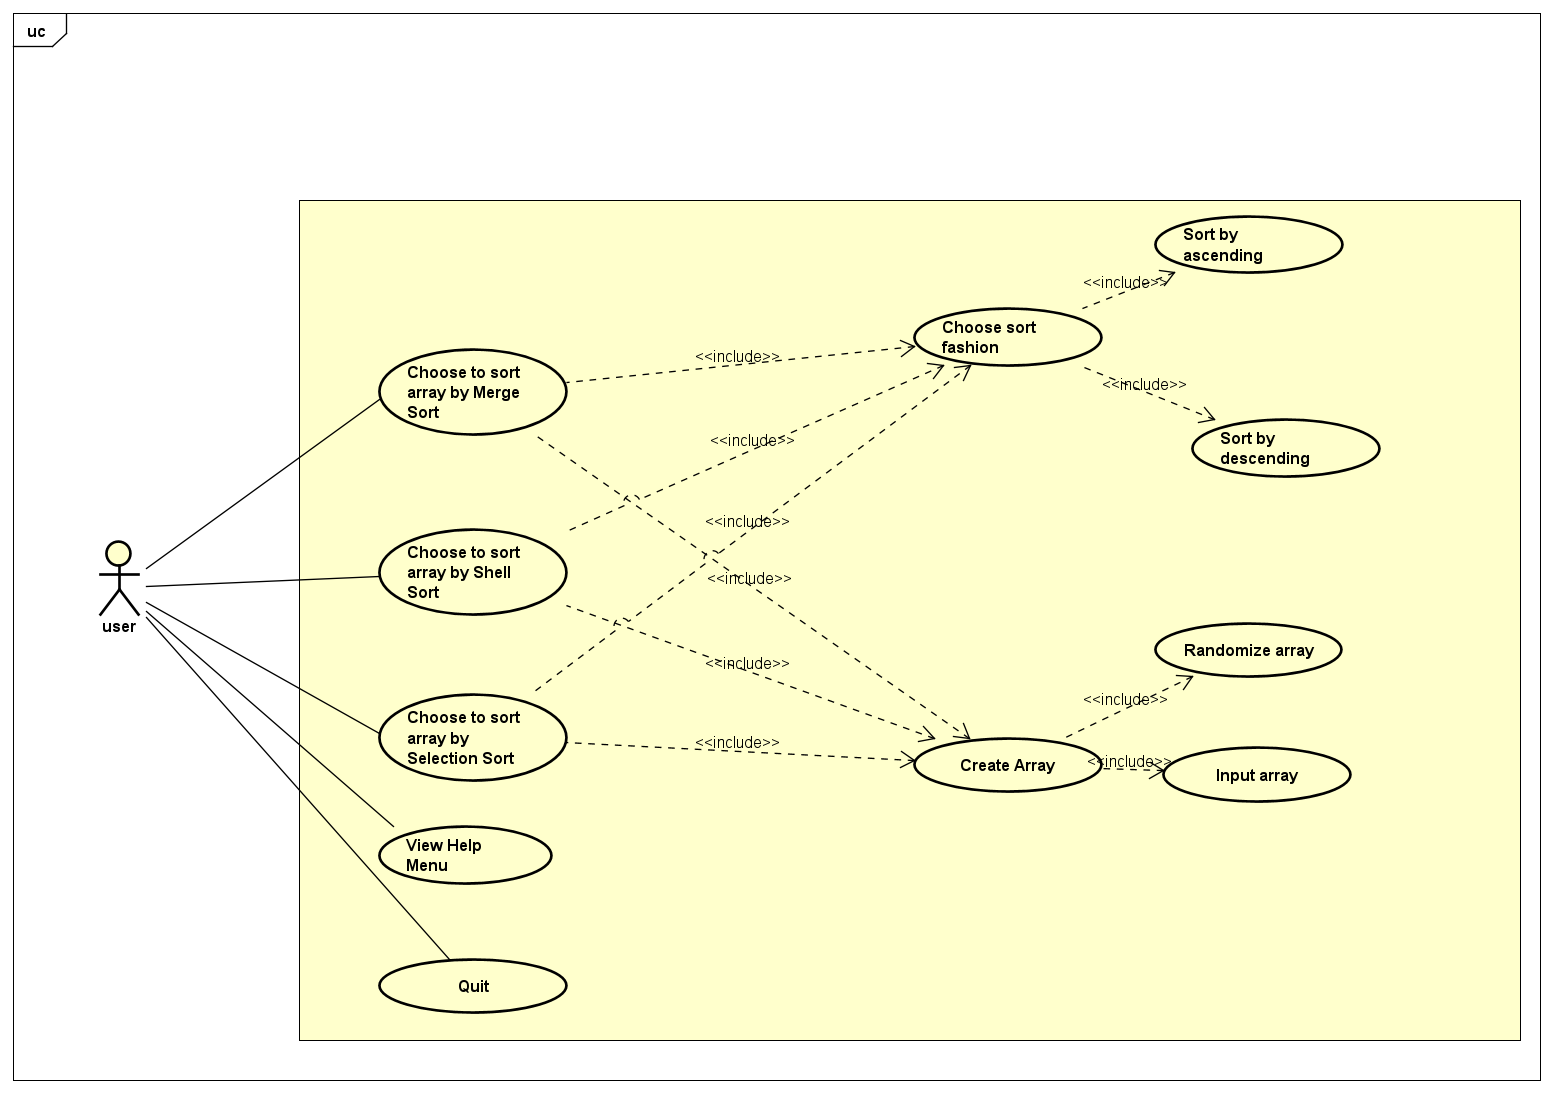 uc
Sort by
ascending
<<include>>
Choose sort
fashion
<<include>>
Choose to sort
array by Merge
Sort
<<include>>
Sort by
descending
<<include>>
<<include>>
Choose to sort
array by Shell
Sort
<<include>>
user
Randomize array
<<include>>
<<include>>
Choose to sort
array by
Selection Sort
<<include>>
Create Array
<<include>>
Input array
View Help
Menu
Quit